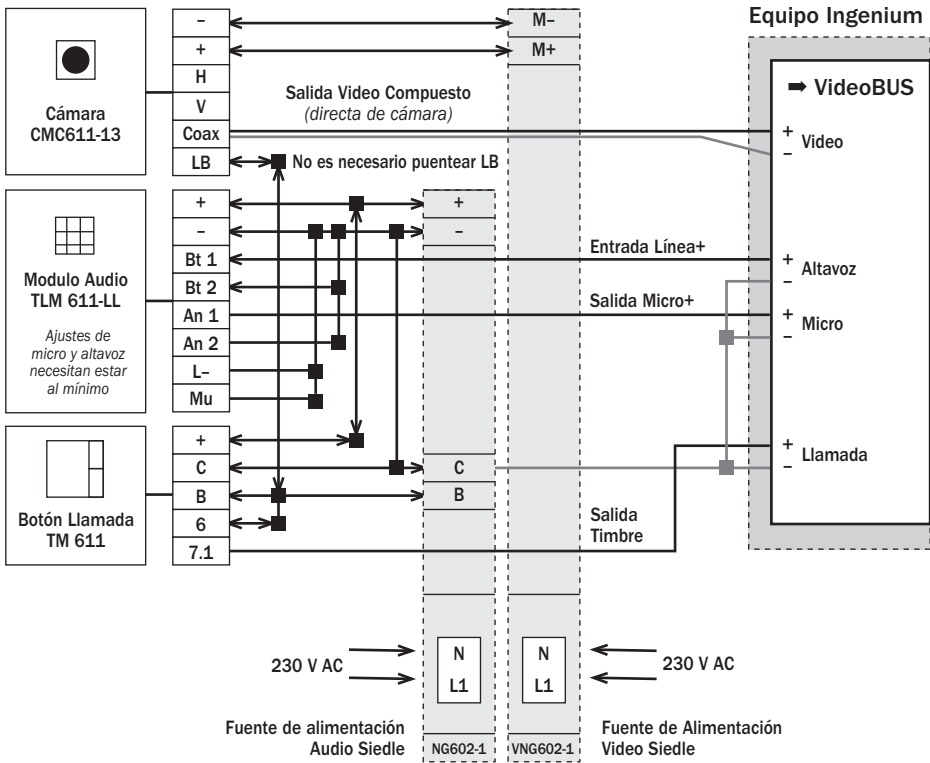 Equipo Ingenium
Cámara
CMC611-13
–
+
H
V
Coax
LB
M–
M+
Salida Video Compuesto
(directa de cámara)
No es necesario puentear LB
➡ VideoBUS
+
Video
–
Modulo Audio
TLM 611-LL
Ajustes de
micro y altavoz
necesitan estar
al mínimo
+
–
Bt 1
Bt 2
An 1
An 2
L–
Mu
+
–
Entrada Línea+
Salida Micro+
+
Altavoz
–
+
Micro
–
Botón Llamada
TM 611
+
C
B
6
7.1
C
B
Salida
Timbre
+
Llamada
–
230 V AC
N
L1
N
L1
230 V AC
Fuente de alimentación
Audio Siedle
NG602-1
VNG602-1
Fuente de Alimentación
Video Siedle